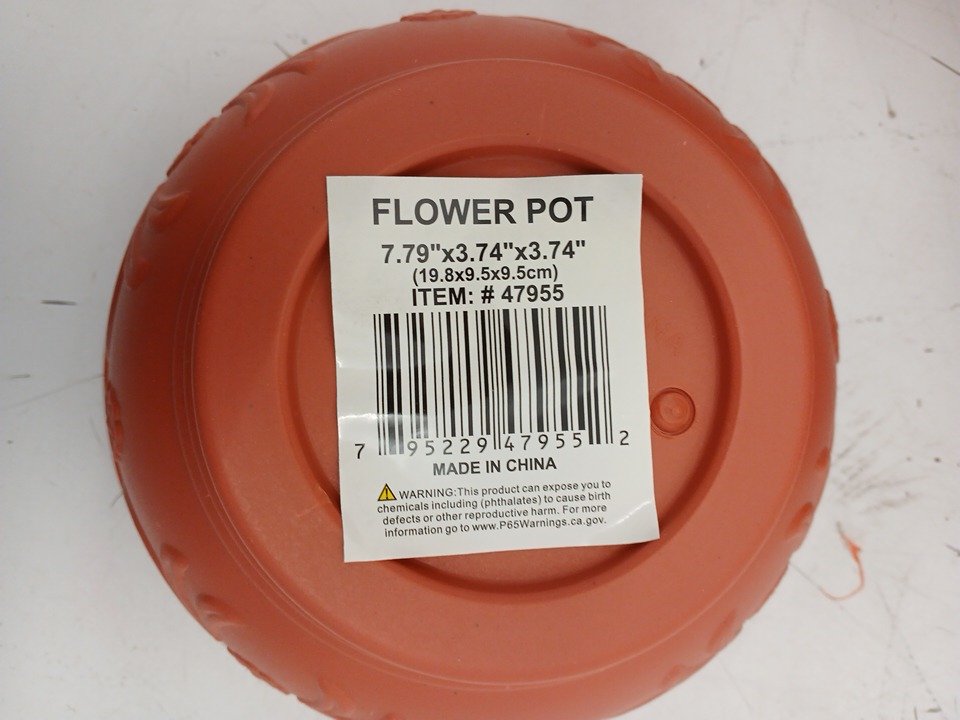 FLOWER POT
7.79"x3.74"x3.74"
(19.8x9.5x9.5cm)
ITEM: # 47955
7 95229 47955 2
MADE IN CHINA
WARNING:This product can expose you to
chemicals including (phthalates) to cause birth
defects or other reproductive harm. For more
information go to www.P65Warnings.ca.gov.